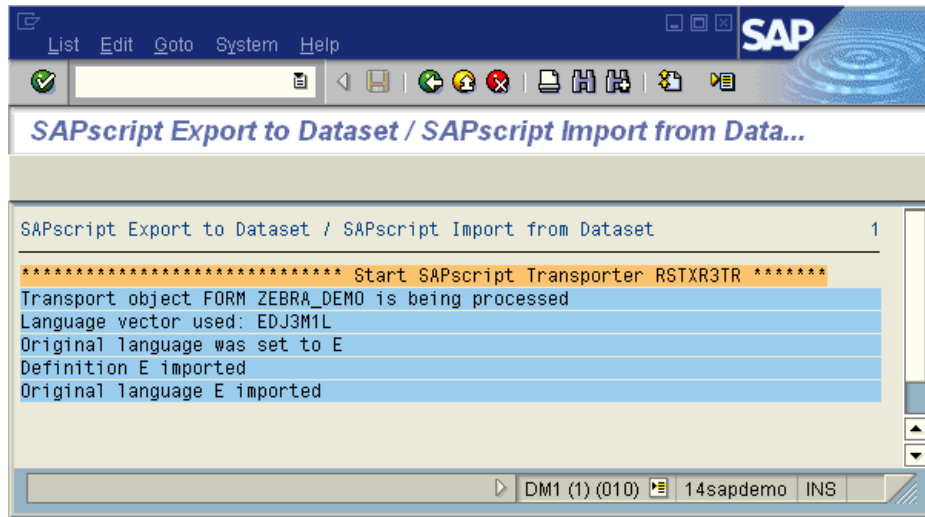 List Edit Goto System Help
SAP
SAPscript Export to Dataset / SAPscript Import from Data...
SAPscript Export to Dataset / SAPscript Import from Dataset 1
****************************** Start SAPscript Transporter RSTXR3TR *******
Transport object FORM ZEBRA_DEMO is being processed
Language vector used: EDJ3M1L
Original language was set to E
Definition E imported
Original language E imported
DM1 (1) (010) 14sapdemo INS